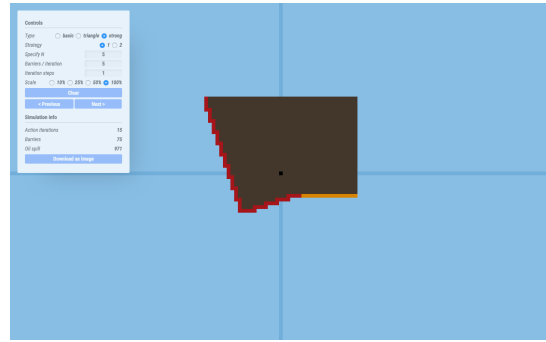 Controls
Type basic triangle strong
Strategy 1 2
Specify N 5
Barriers / iteration 5
Iteration steps 1
Scale 10% 25% 50% 100%
Clear
< Previous Next >
Simulation info
Action iterations 15
Barriers 75
Oil spill 971
Download as image